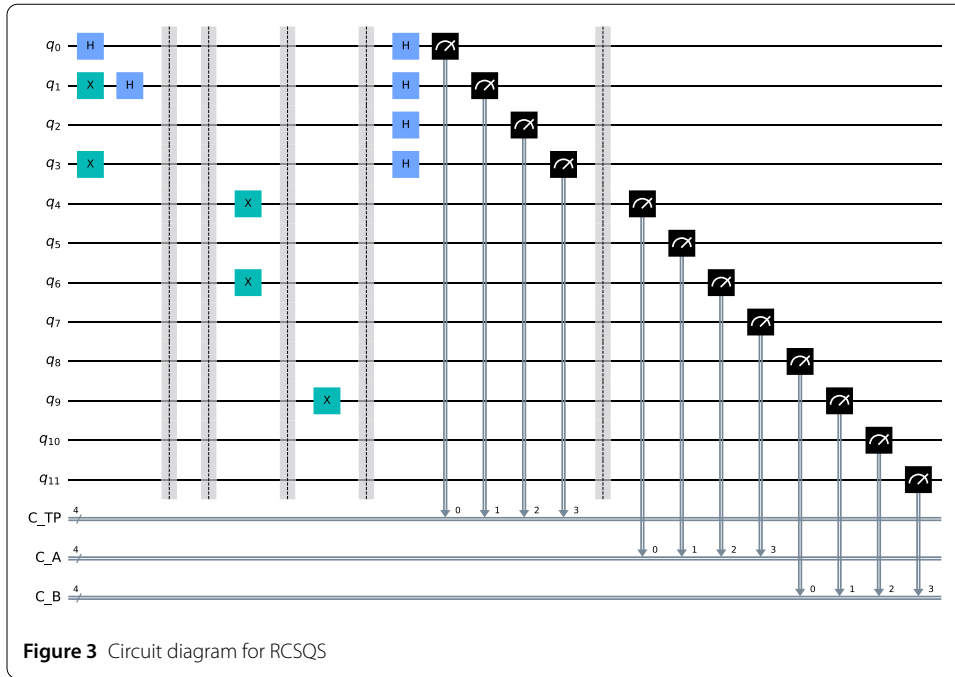 q0 H H
q1 X H H
q2 H
q3 X H
q4 X
q5
q6 X
q7
q8
q9 X
q10
q11
C_TP 4 0 1 2 3
C_A 4 0 1 2 3
C_B 4 0 1 2 3
Figure 3 Circuit diagram for RCSQS